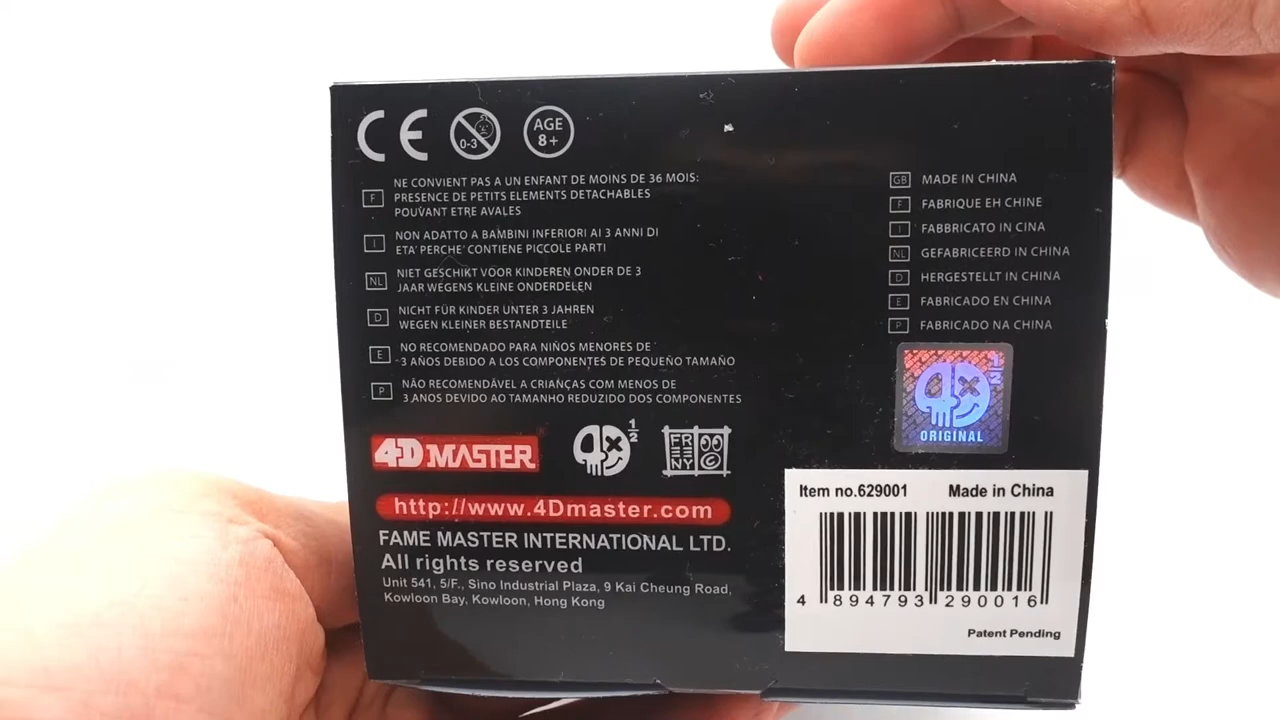 CE
0-3
AGE
8+
F
NE CONVIENT PAS A UN ENFANT DE MOINS DE 36 MOIS:
PRESENCE DE PETITS ELEMENTS DETACHABLES
POUVANT ETRE AVALES
I
NON ADATTO A BAMBINI INFERIORI AI 3 ANNI DI
ETA' PERCHE' CONTIENE PICCOLE PARTI
NL
NIET GESCHIKT VOOR KINDEREN ONDER DE 3
JAAR WEGENS KLEINE ONDERDELEN
D
NICHT FÜR KINDER UNTER 3 JAHREN
WEGEN KLEINER BESTANDTEILE
E
NO RECOMENDADO PARA NIÑOS MENORES DE
3 AÑOS DEBIDO A LOS COMPONENTES DE PEQUEÑO TAMAÑO
P
NÃO RECOMENDÁVEL A CRIANÇAS COM MENOS DE
3 ANOS DEVIDO AO TAMANHO REDUZIDO DOS COMPONENTES
GB MADE IN CHINA
F FABRIQUE EH CHINE
I FABBRICATO IN CINA
NL GEFABRICEERD IN CHINA
D HERGESTELLT IN CHINA
E FABRICADO EN CHINA
P FABRICADO NA CHINA
1/2
ORIGINAL
4D MASTER
1/2
FR
EE
NY
http://www.4Dmaster.com
FAME MASTER INTERNATIONAL LTD.
All rights reserved
Unit 541, 5/F., Sino Industrial Plaza, 9 Kai Cheung Road,
Kowloon Bay, Kowloon, Hong Kong
Item no.629001 Made in China
4 894793 290016
Patent Pending